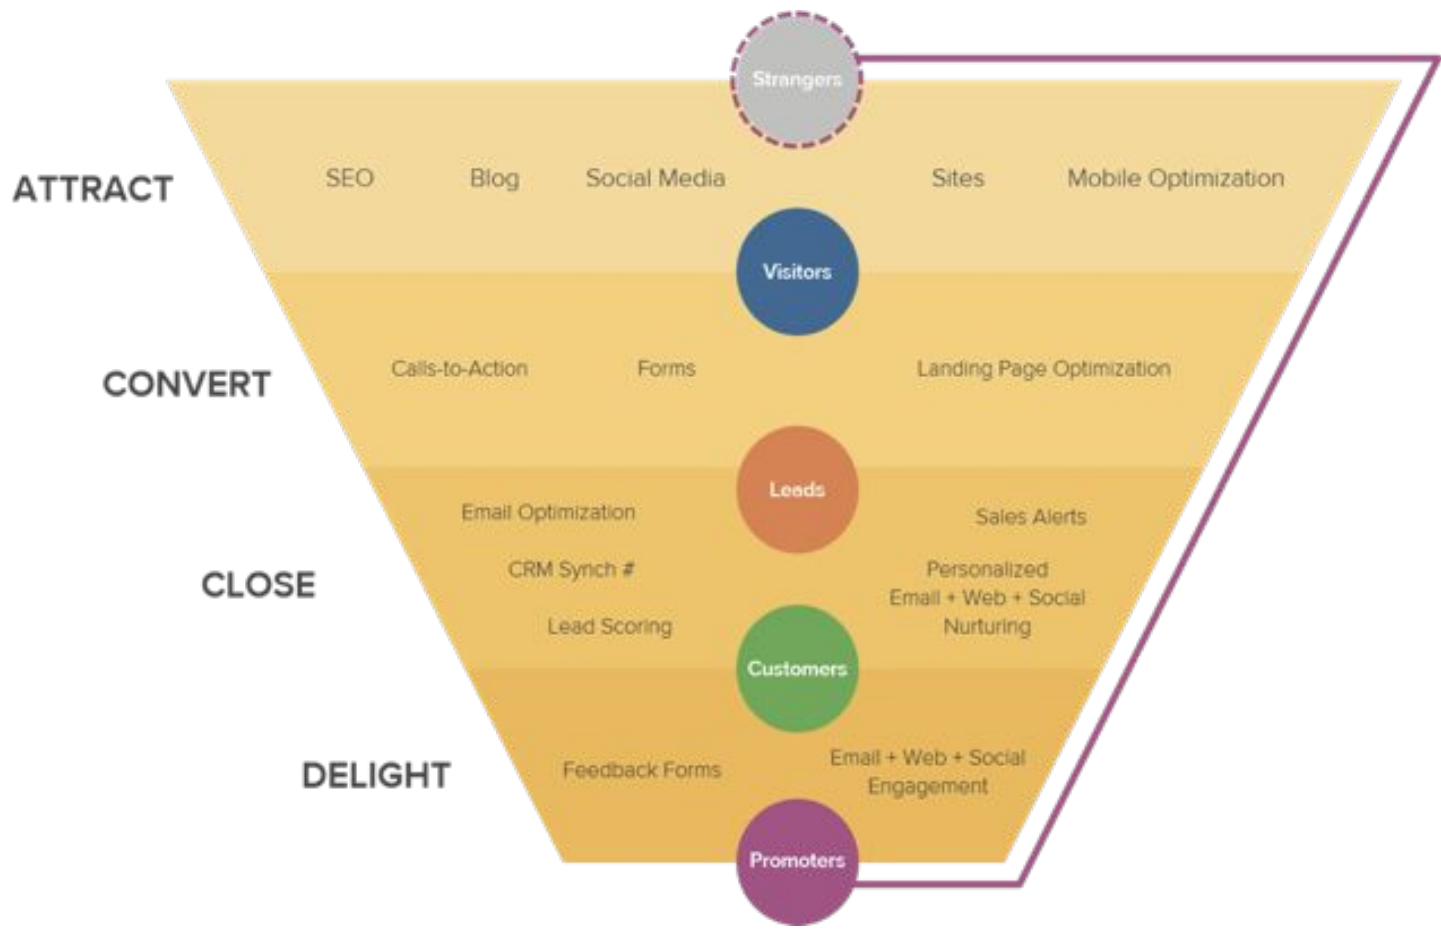 Strangers
ATTRACT
SEO
Blog
Social Media
Sites
Mobile Optimization
Visitors
CONVERT
Calls-to-Action
Forms
Landing Page Optimization
Leads
CLOSE
Email Optimization
CRM Synch #
Lead Scoring
Sales Alerts
Personalized
Email + Web + Social
Nurturing
Customers
DELIGHT
Feedback Forms
Email + Web + Social
Engagement
Promoters